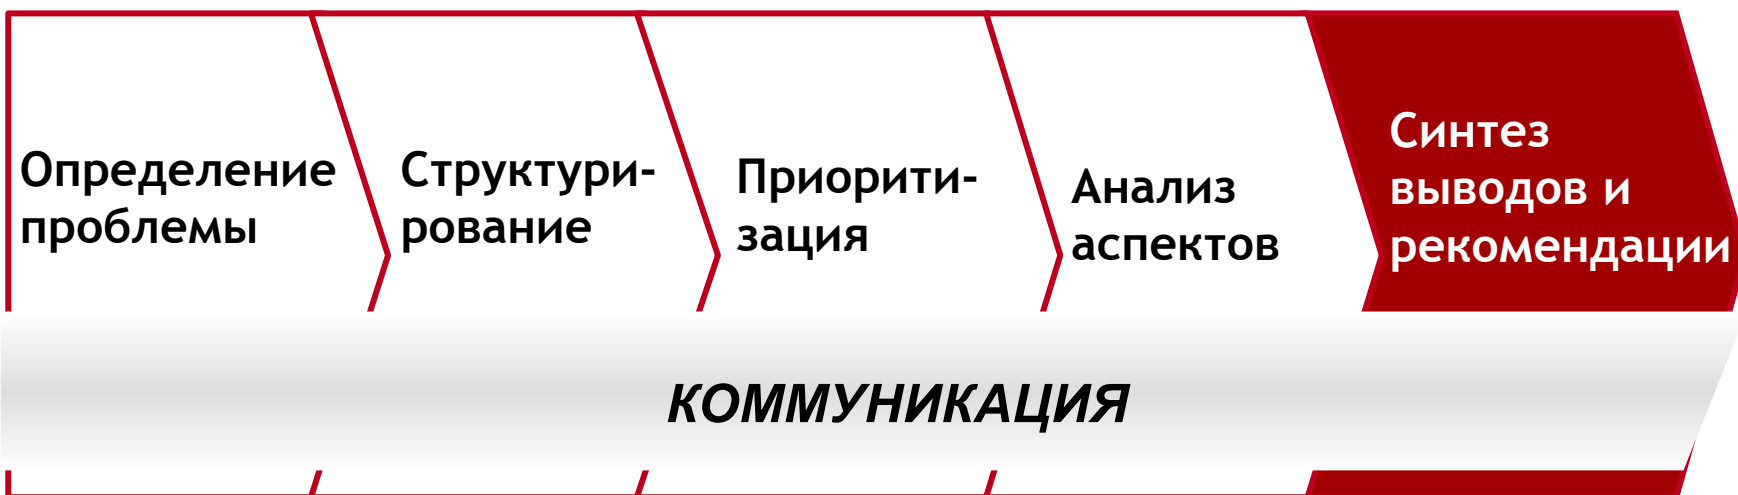 Определение
проблемы
Структури-
рование
Приорити-
зация
Анализ
аспектов
Синтез
выводов и
рекомендации
КОММУНИКАЦИЯ